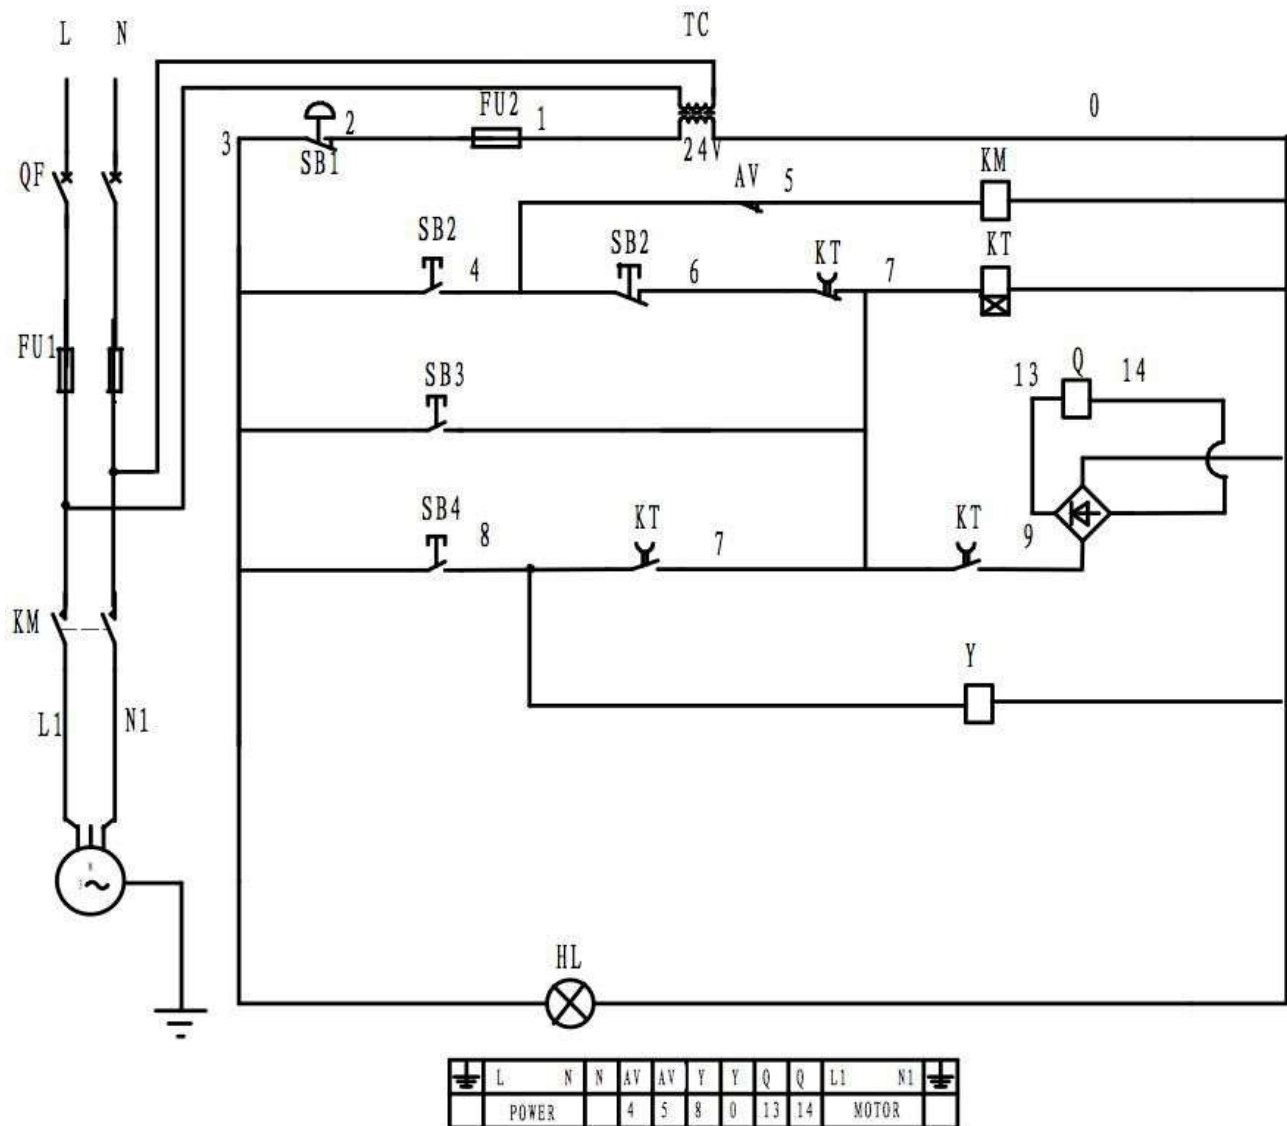 L N TC
0
3 2 FU2 1
SB1 24V
QF
AV 5 KM
SB2 4 SB2 6 KT 7 KT
FU1
SB3 13 Q 14
SB4 8 KT 7 KT 9
KM
Y
L1 N1
HL
L N N AV AV Y Y Q Q L1 N1
POWER 4 5 8 0 13 14 MOTOR